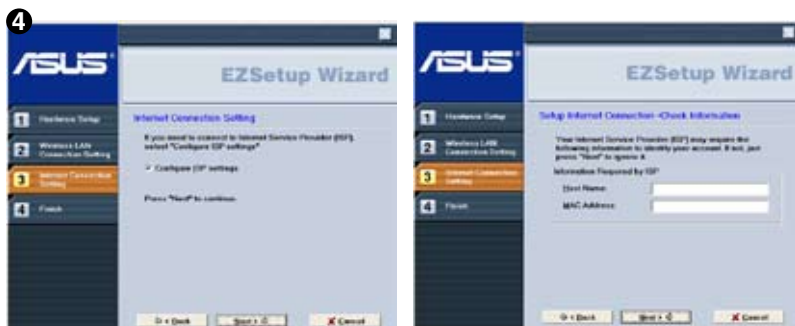 4
ASUS
EZSetup Wizard
1 Hardware Setup
2 Wireless LAN
Connection Setting
3 Internet Connection
Setting
4 Finish
Internet Connection Setting
If you need to connect to Internet Service Provider (ISP),
select "Configure ISP settings"
Configure ISP settings
Press "Next" to continue.
< Back
Next >
Cancel
ASUS
EZSetup Wizard
1 Hardware Setup
2 Wireless LAN
Connection Setting
3 Internet Connection
Setting
4 Finish
Setup Internet Connection->Check Information
Your Internet Service Provider (ISP) may require the
following information to identify your account. If not, just
press "Next" to ignore it.
Information Required by ISP
Host Name:
MAC Address:
< Back
Next >
Cancel